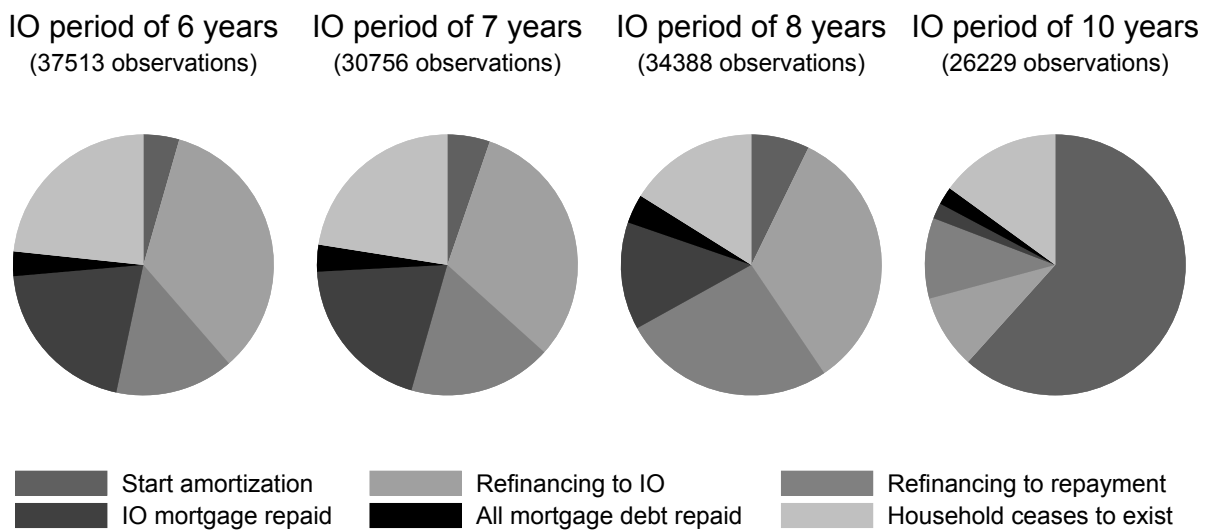 IO period of 6 years
(37513 observations)
IO period of 7 years
(30756 observations)
IO period of 8 years
(34388 observations)
IO period of 10 years
(26229 observations)
Start amortization
Refinancing to IO
Refinancing to repayment
IO mortgage repaid
All mortgage debt repaid
Household ceases to exist